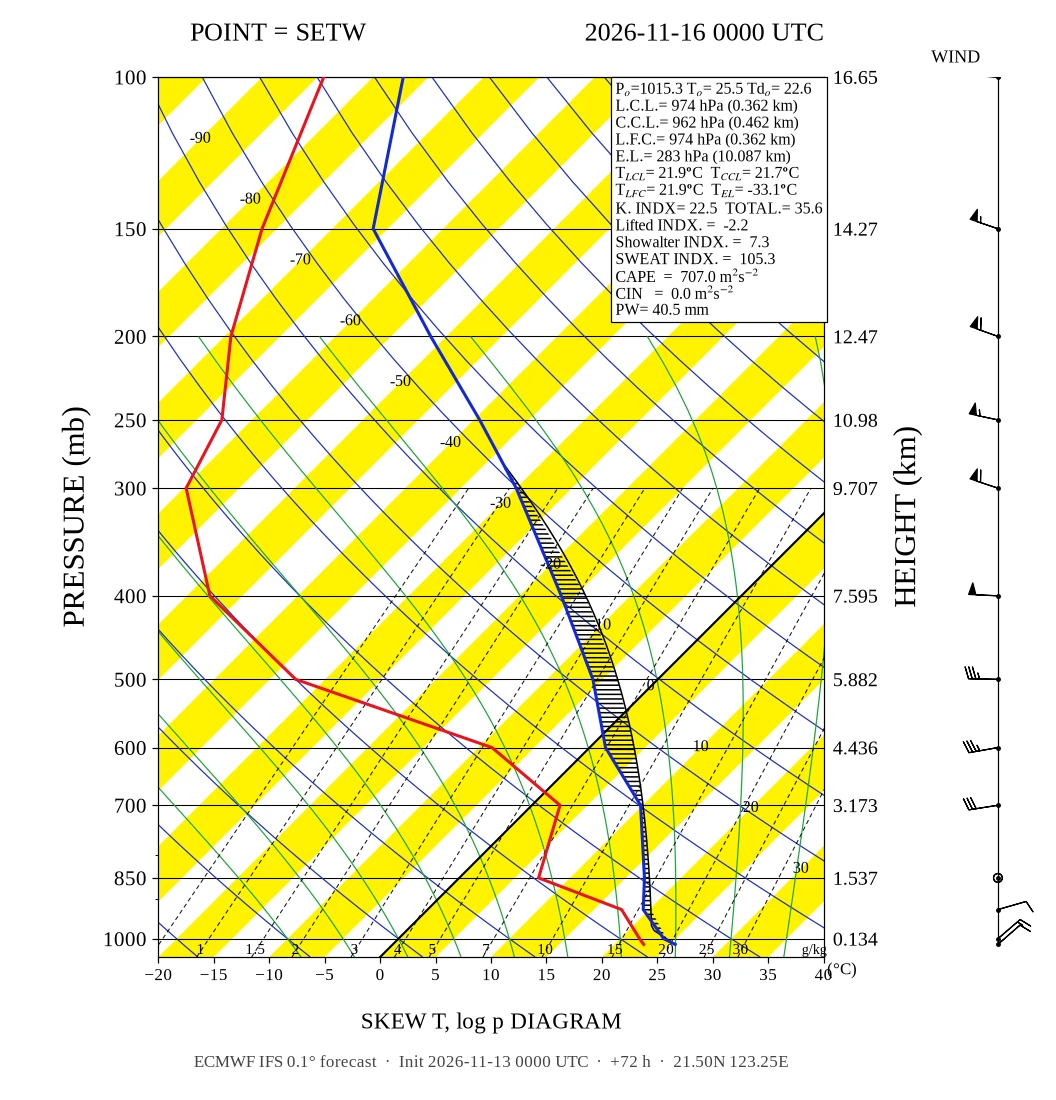 POINT = SETW
2026-11-16 0000 UTC
WIND
Pₒ=1015.3 Tₒ= 25.5 Tdₒ= 22.6
L.C.L.= 974 hPa (0.362 km)
C.C.L.= 962 hPa (0.462 km)
L.F.C.= 974 hPa (0.362 km)
E.L.= 283 hPa (10.087 km)
T_LCL= 21.9°C T_CCL= 21.7°C
T_LFC= 21.9°C T_EL= -33.1°C
K. INDX= 22.5 TOTAL.= 35.6
Lifted INDX. = -2.2
Showalter INDX. = 7.3
SWEAT INDX. = 105.3
CAPE = 707.0 m²s⁻²
CIN = 0.0 m²s⁻²
PW= 40.5 mm
PRESSURE (mb)
100
150
200
250
300
400
500
600
700
850
1000
HEIGHT (km)
16.65
14.27
12.47
10.98
9.707
7.595
5.882
4.436
3.173
1.537
0.134
-90
-80
-70
-60
-50
-40
-30
-20
-10
0
10
20
30
1 1.5 2 3 4 5 7 10 15 20 25 30 g/kg
−20 −15 −10 −5 0 5 10 15 20 25 30 35 40 (°C)
SKEW T, log p DIAGRAM
ECMWF IFS 0.1° forecast · Init 2026-11-13 0000 UTC · +72 h · 21.50N 123.25E